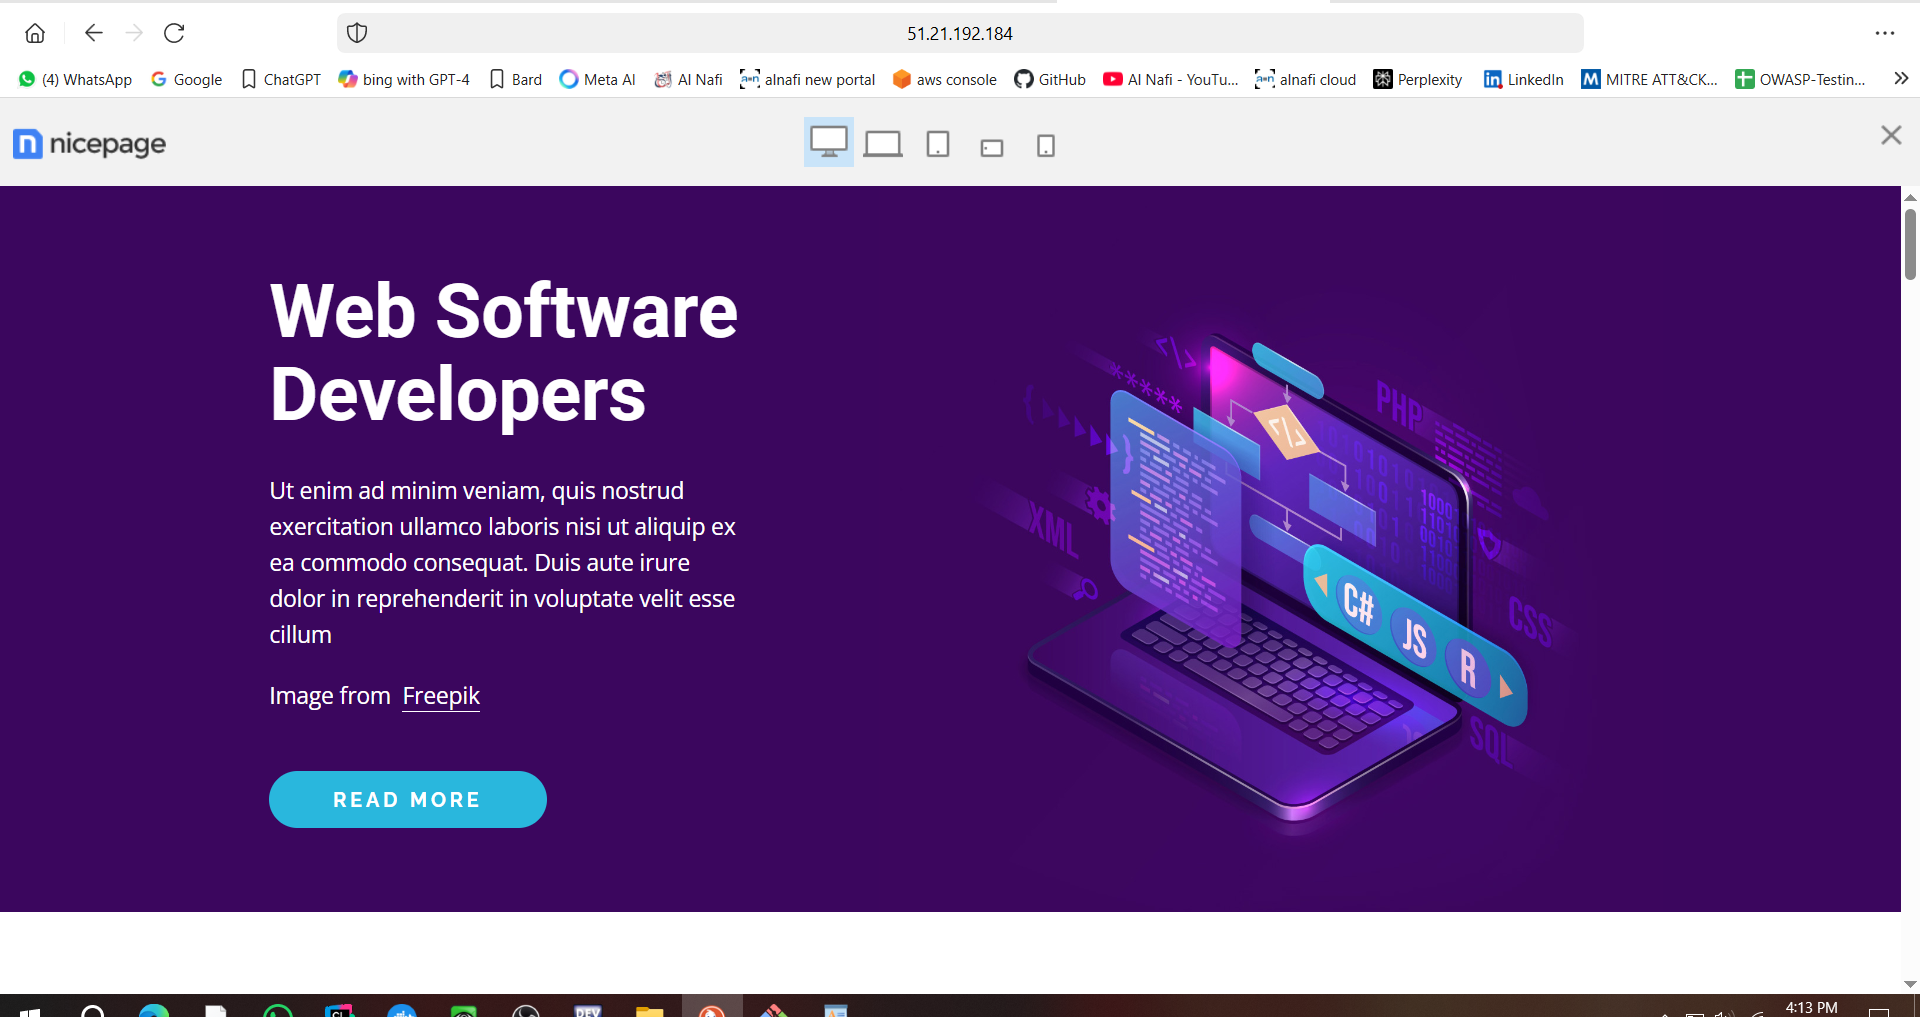 51.21.192.184
(4) WhatsApp
Google
ChatGPT
bing with GPT-4
Bard
Meta AI
Al Nafi
alnafi new portal
aws console
GitHub
Al Nafi - YouTu...
alnafi cloud
Perplexity
LinkedIn
MITRE ATT&CK...
OWASP-Testin...
nicepage
Web Software
Developers
Ut enim ad minim veniam, quis nostrud
exercitation ullamco laboris nisi ut aliquip ex
ea commodo consequat. Duis aute irure
dolor in reprehenderit in voluptate velit esse
cillum
Image from Freepik
READ MORE
</>
*****
PHP
</>
XML
C#
JS
R
CSS
SQL
DEV
4:13 PM